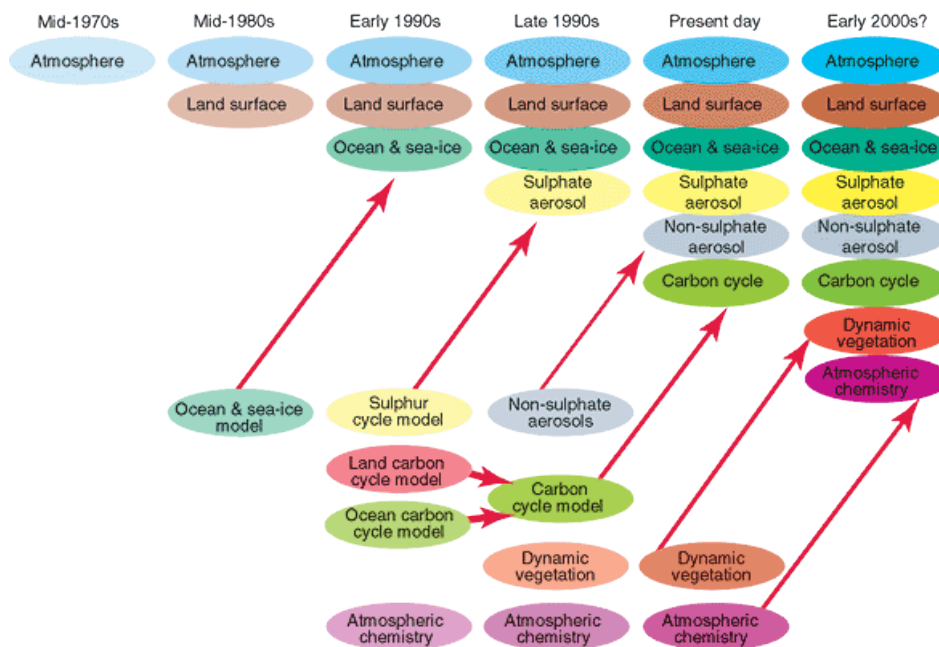 Mid-1970s
Mid-1980s
Early 1990s
Late 1990s
Present day
Early 2000s?
Atmosphere
Atmosphere
Atmosphere
Atmosphere
Atmosphere
Atmosphere
Land surface
Land surface
Land surface
Land surface
Land surface
Ocean & sea-ice
Ocean & sea-ice
Ocean & sea-ice
Ocean & sea-ice
Sulphate
aerosol
Sulphate
aerosol
Sulphate
aerosol
Non-sulphate
aerosol
Non-sulphate
aerosol
Carbon cycle
Carbon cycle
Dynamic
vegetation
Atmospheric
chemistry
Ocean & sea-ice
model
Sulphur
cycle model
Non-sulphate
aerosols
Land carbon
cycle model
Carbon
cycle model
Ocean carbon
cycle model
Dynamic
vegetation
Dynamic
vegetation
Atmospheric
chemistry
Atmospheric
chemistry
Atmospheric
chemistry